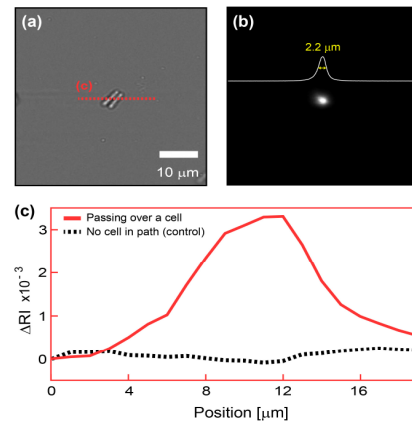 (a)
(c)
10 μm
(b)
2.2 μm
(c)
Passing over a cell
No cell in path (control)
ΔRI x10⁻³
3
2
1
0
0
4
8
12
16
Position [μm]